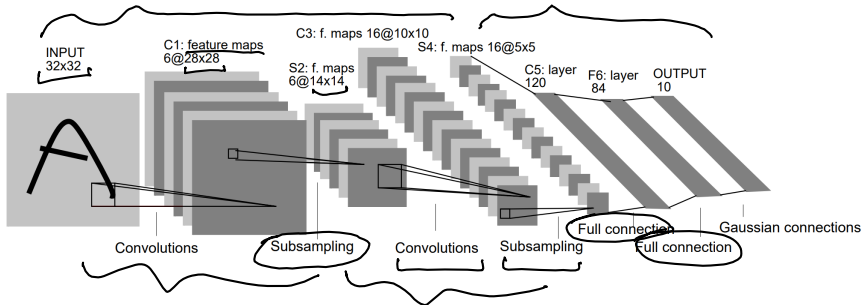 INPUT
32x32
C1: feature maps
6@28x28
S2: f. maps
6@14x14
C3: f. maps 16@10x10
S4: f. maps 16@5x5
C5: layer
120
F6: layer
84
OUTPUT
10
Convolutions
Subsampling
Convolutions
Subsampling
Full connection
Full connection
Gaussian connections
A